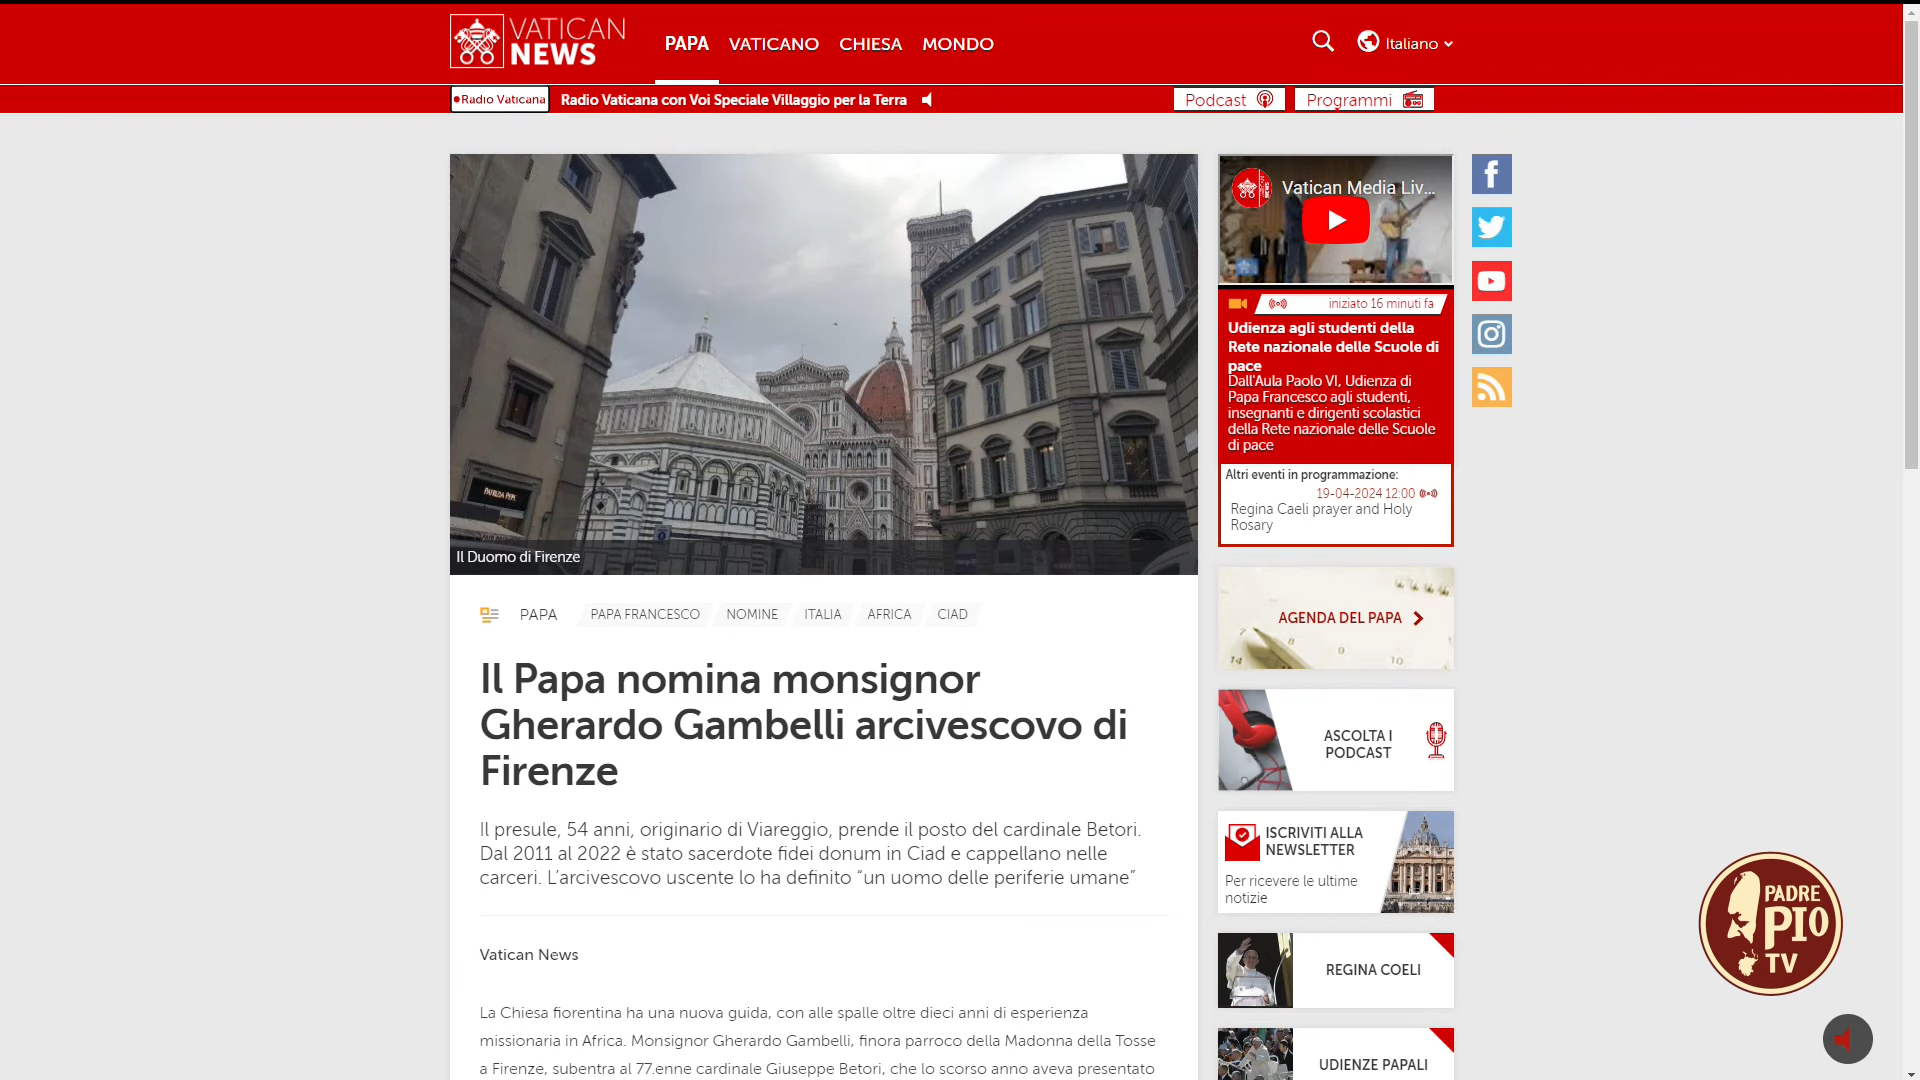 VATICAN
NEWS
PAPA
VATICANO
CHIESA
MONDO
Italiano
Radio Vaticana
Radio Vaticana con Voi Speciale Villaggio per la Terra
Podcast
Programmi
Il Duomo di Firenze
PAPA
PAPA FRANCESCO
NOMINE
ITALIA
AFRICA
CIAD
Il Papa nomina monsignor
Gherardo Gambelli arcivescovo di
Firenze
Il presule, 54 anni, originario di Viareggio, prende il posto del cardinale Betori.
Dal 2011 al 2022 è stato sacerdote fidei donum in Ciad e cappellano nelle
carceri. L’arcivescovo uscente lo ha definito “un uomo delle periferie umane”
Vatican News
La Chiesa fiorentina ha una nuova guida, con alle spalle oltre dieci anni di esperienza
missionaria in Africa. Monsignor Gherardo Gambelli, finora parroco della Madonna della Tosse
a Firenze, subentra al 77.enne cardinale Giuseppe Betori, che lo scorso anno aveva presentato
Vatican Media Liv...
iniziato 16 minuti fa
Udienza agli studenti della
Rete nazionale delle Scuole di
pace
Dall'Aula Paolo VI, Udienza di
Papa Francesco agli studenti,
insegnanti e dirigenti scolastici
della Rete nazionale delle Scuole
di pace
Altri eventi in programmazione:
19-04-2024 12:00
Regina Caeli prayer and Holy
Rosary
AGENDA DEL PAPA
7
8
9
14
10
ASCOLTA I
PODCAST
ISCRIVITI ALLA
NEWSLETTER
Per ricevere le ultime
notizie
REGINA COELI
UDIENZE PAPALI
PADRE
PIO
TV